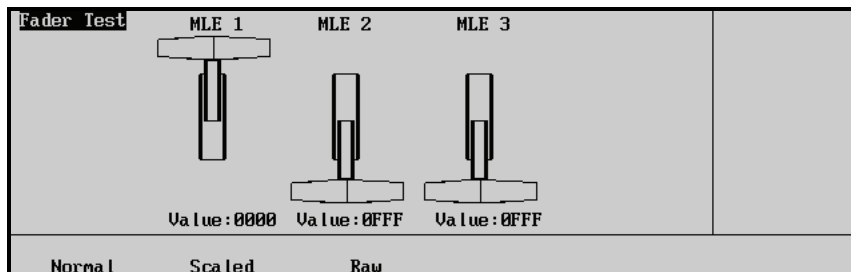 Fader Test MLE 1 MLE 2 MLE 3
Value:0000 Value:0FFF Value:0FFF
Normal Scaled Raw